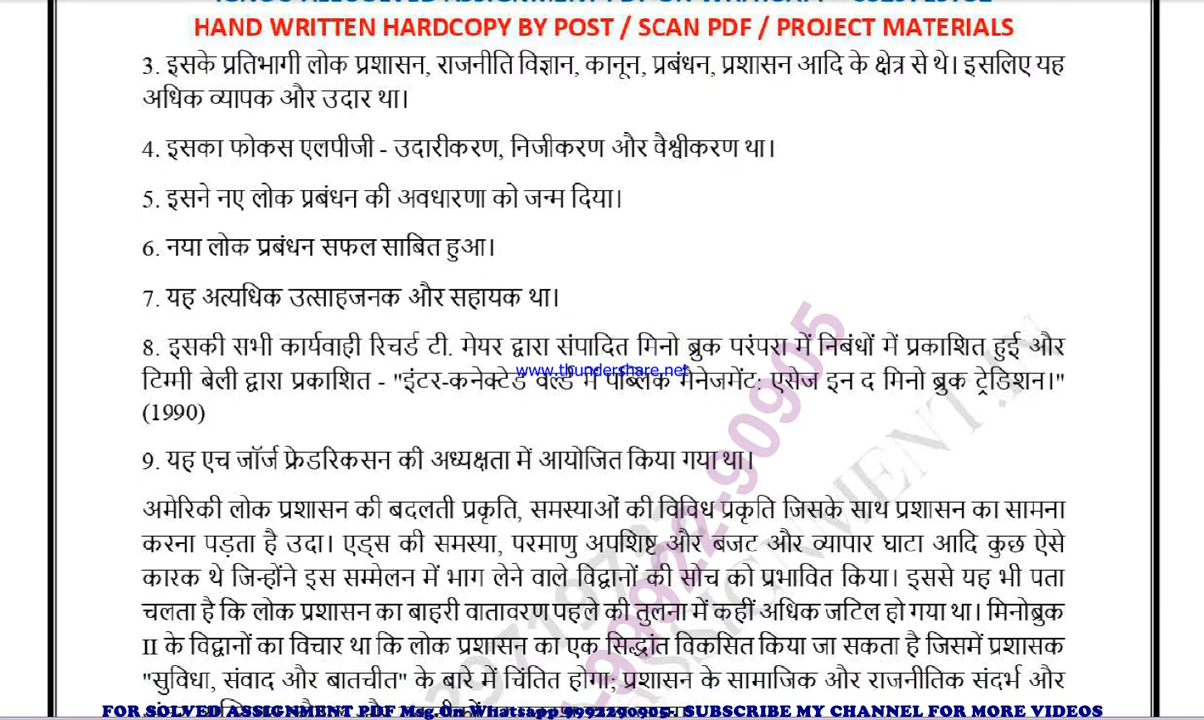 HAND WRITTEN HARDCOPY BY POST / SCAN PDF / PROJECT MATERIALS
3. इसके प्रतिभागी लोक प्रशासन, राजनीति विज्ञान, कानून, प्रबंधन, प्रशासन आदि के क्षेत्र से थे। इसलिए यह
अधिक व्यापक और उदार था।
4. इसका फोकस एलपीजी - उदारीकरण, निजीकरण और वैश्वीकरण था।
5. इसने नए लोक प्रबंधन की अवधारणा को जन्म दिया।
6. नया लोक प्रबंधन सफल साबित हुआ।
7. यह अत्यधिक उत्साहजनक और सहायक था।
8. इसकी सभी कार्यवाही रिचर्ड टी. मेयर द्वारा संपादित मिनो ब्रुक परंपरा में निबंधों में प्रकाशित हुई और
www.thundershare.net
टिम्मी बेली द्वारा प्रकाशित - "इंटर-कनेक्टेड वर्ल्ड में पब्लिक मैनेजमेंट: एसेज इन द मिनो ब्रुक ट्रेडिशन।"
(1990)
9. यह एच जॉर्ज फ्रेडरिकसन की अध्यक्षता में आयोजित किया गया था।
अमेरिकी लोक प्रशासन की बदलती प्रकृति, समस्याओं की विविध प्रकृति जिसके साथ प्रशासन का सामना
करना पड़ता है उदा। एड्स की समस्या, परमाणु अपशिष्ट और बजट और व्यापार घाटा आदि कुछ ऐसे
कारक थे जिन्होंने इस सम्मेलन में भाग लेने वाले विद्वानों की सोच को प्रभावित किया। इससे यह भी पता
चलता है कि लोक प्रशासन का बाहरी वातावरण पहले की तुलना में कहीं अधिक जटिल हो गया था। मिनोब्रुक
II के विद्वानों का विचार था कि लोक प्रशासन का एक सिद्धांत विकसित किया जा सकता है जिसमें प्रशासक
"सुविधा, संवाद और बातचीत" के बारे में चिंतित होगा; प्रशासन के सामाजिक और राजनीतिक संदर्भ और
FOR SOLVED ASSIGNMENT PDF Msg.On Whatsapp 9992290905- SUBSCRIBE MY CHANNEL FOR MORE VIDEOS